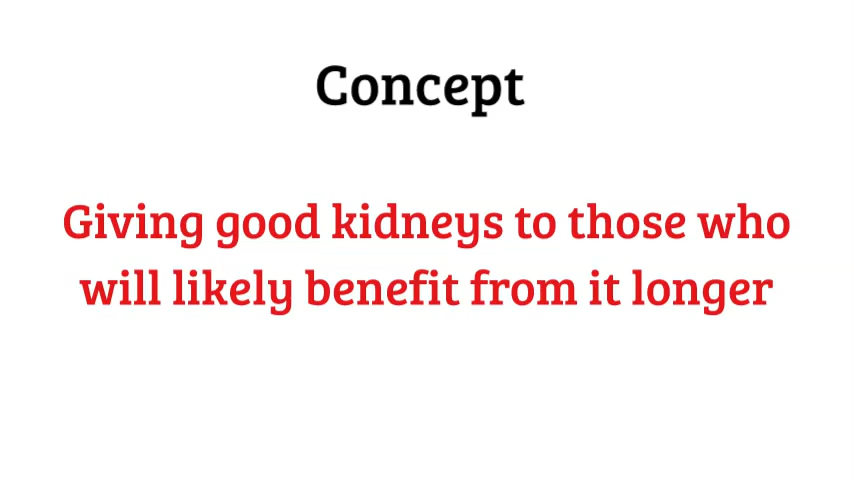 Concept
Giving good kidneys to those who
will likely benefit from it longer